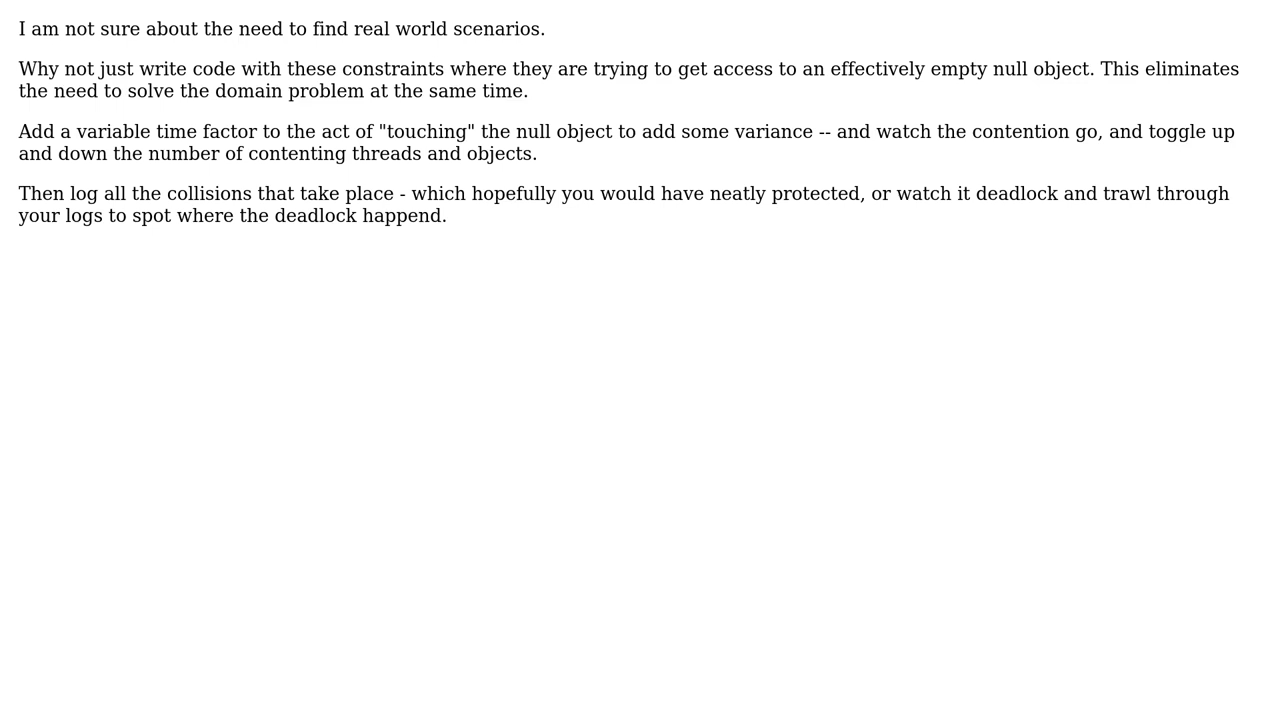 I am not sure about the need to find real world scenarios.
Why not just write code with these constraints where they are trying to get access to an effectively empty null object. This eliminates
the need to solve the domain problem at the same time.
Add a variable time factor to the act of "touching" the null object to add some variance -- and watch the contention go, and toggle up
and down the number of contenting threads and objects.
Then log all the collisions that take place - which hopefully you would have neatly protected, or watch it deadlock and trawl through
your logs to spot where the deadlock happend.